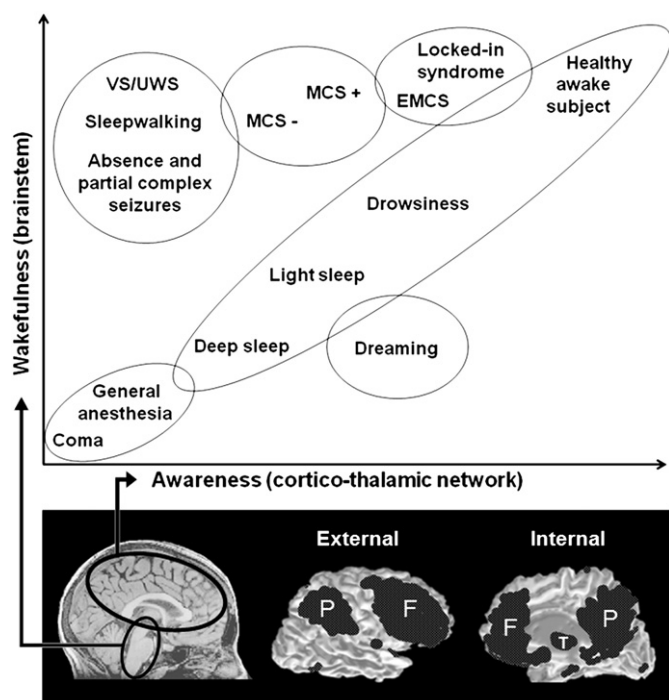 VS/UWS
Sleepwalking
Absence and
partial complex
seizures
MCS +
MCS -
Locked-in
syndrome
EMCS
Healthy
awake
subject
Drowsiness
Light sleep
Deep sleep
Dreaming
General
anesthesia
Coma
Wakefulness (brainstem)
Awareness (cortico-thalamic network)
External
Internal
P
F
F
T
P